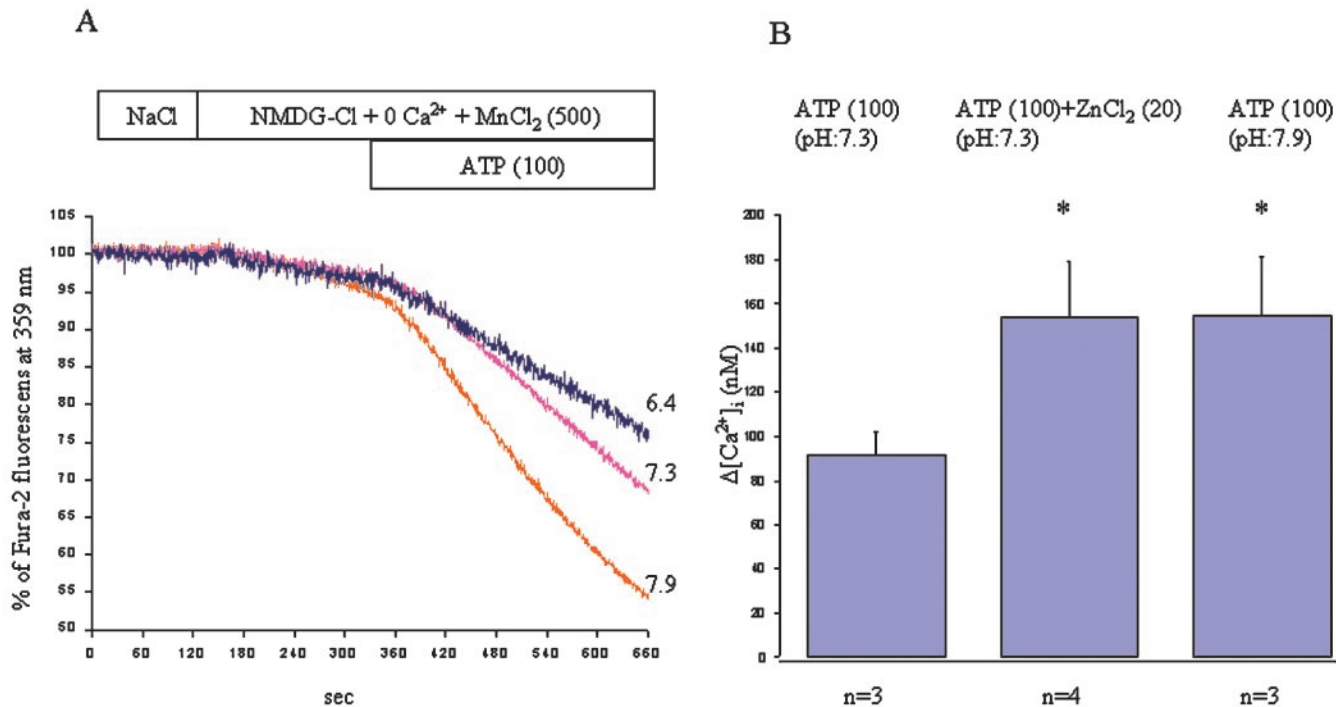 A
NaCl
NMDG-Cl + 0 Ca²⁺ + MnCl₂ (500)
ATP (100)
% of Fura-2 fluorescens at 359 nm
105
100
95
90
85
80
75
70
65
60
55
50
0 60 120 180 240 300 360 420 480 540 600 660
sec
6.4
7.3
7.9
B
ATP (100)
(pH:7.3)
ATP (100)+ZnCl₂ (20)
(pH:7.3)
ATP (100)
(pH:7.9)
* *
Δ[Ca²⁺]ᵢ (nM)
200
180
160
140
120
100
80
60
40
20
0
n=3 n=4 n=3